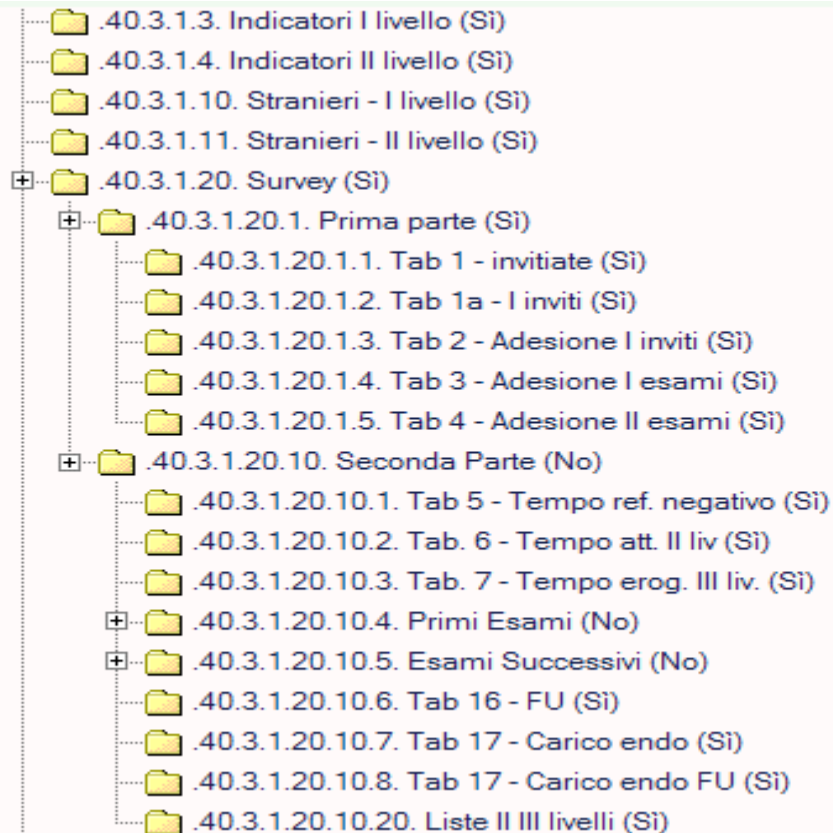 .40.3.1.3. Indicatori I livello (Sì)
.40.3.1.4. Indicatori II livello (Sì)
.40.3.1.10. Stranieri - I livello (Sì)
.40.3.1.11. Stranieri - II livello (Sì)
.40.3.1.20. Survey (Sì)
.40.3.1.20.1. Prima parte (Sì)
.40.3.1.20.1.1. Tab 1 - invitiate (Sì)
.40.3.1.20.1.2. Tab 1a - I inviti (Sì)
.40.3.1.20.1.3. Tab 2 - Adesione I inviti (Sì)
.40.3.1.20.1.4. Tab 3 - Adesione I esami (Sì)
.40.3.1.20.1.5. Tab 4 - Adesione II esami (Sì)
.40.3.1.20.10. Seconda Parte (No)
.40.3.1.20.10.1. Tab 5 - Tempo ref. negativo (Sì)
.40.3.1.20.10.2. Tab. 6 - Tempo att. II liv (Sì)
.40.3.1.20.10.3. Tab. 7 - Tempo erog. III liv. (Sì)
.40.3.1.20.10.4. Primi Esami (No)
.40.3.1.20.10.5. Esami Successivi (No)
.40.3.1.20.10.6. Tab 16 - FU (Sì)
.40.3.1.20.10.7. Tab 17 - Carico endo (Sì)
.40.3.1.20.10.8. Tab 17 - Carico endo FU (Sì)
.40.3.1.20.10.20. Liste II III livelli (Sì)